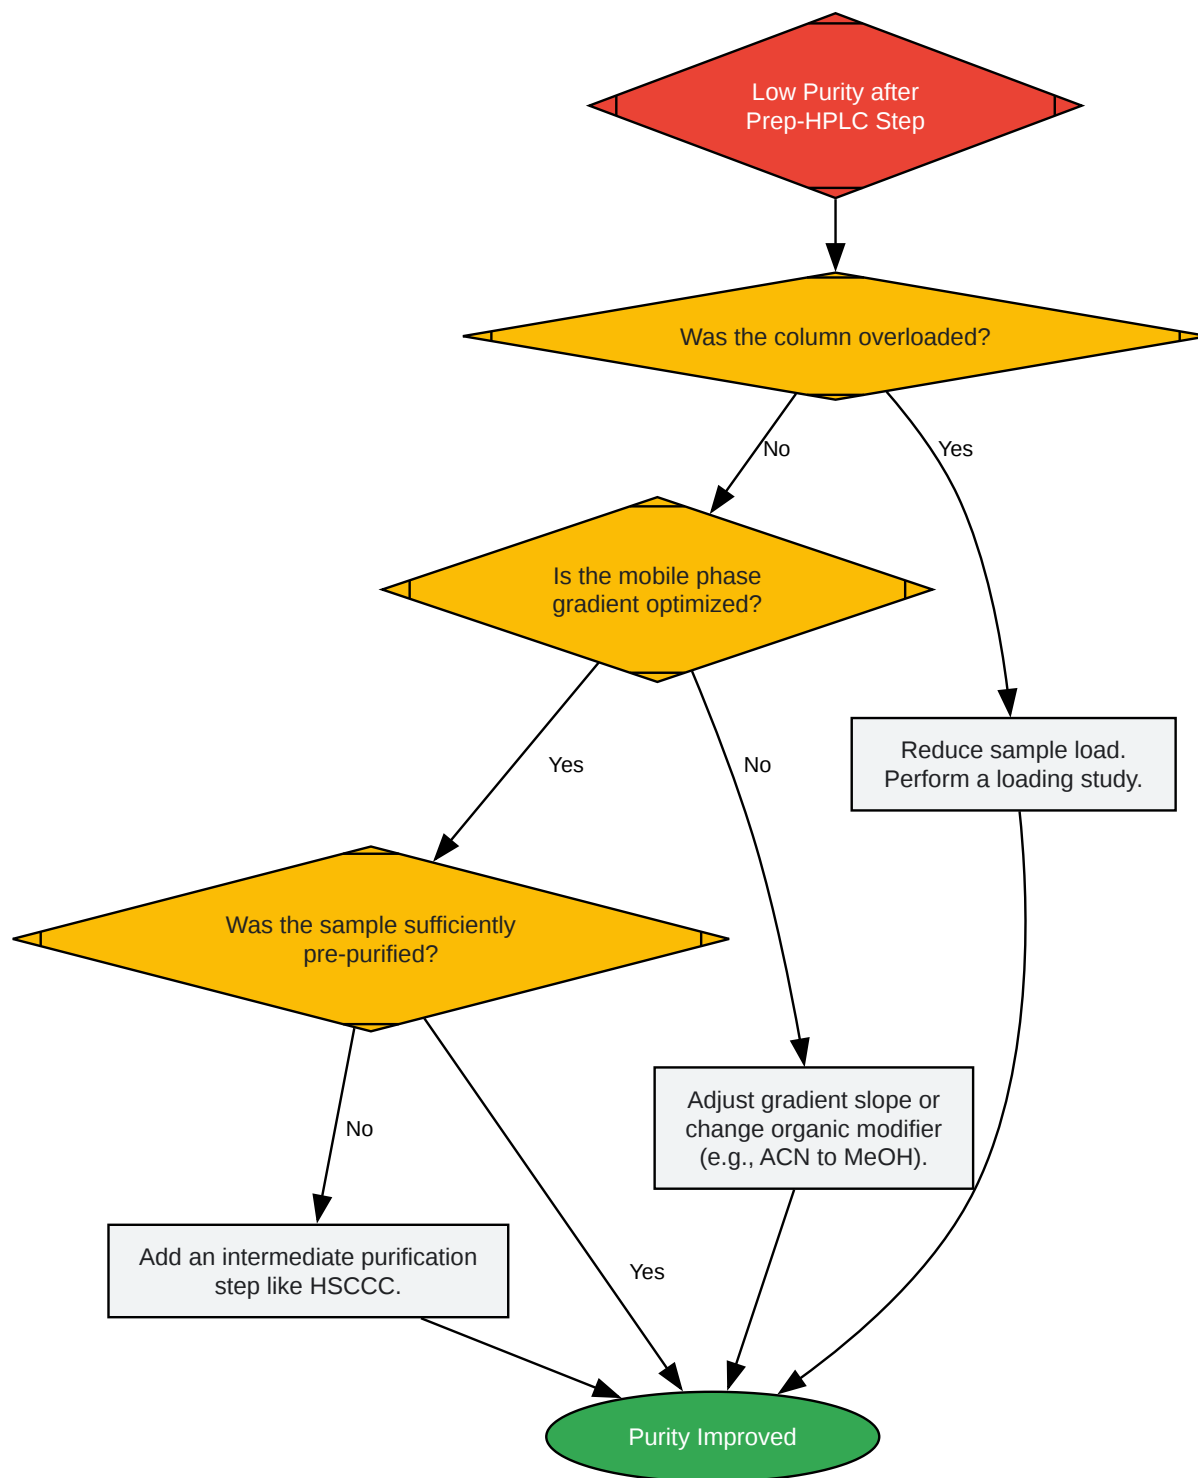 Low Purity after
Prep-HPLC Step
Was the column overloaded?
No
Yes
Is the mobile phase
gradient optimized?
Yes
No
Reduce sample load.
Perform a loading study.
Was the sample sufficiently
pre-purified?
No
Yes
Adjust gradient slope or
change organic modifier
(e.g., ACN to MeOH).
Add an intermediate purification
step like HSCCC.
Purity Improved